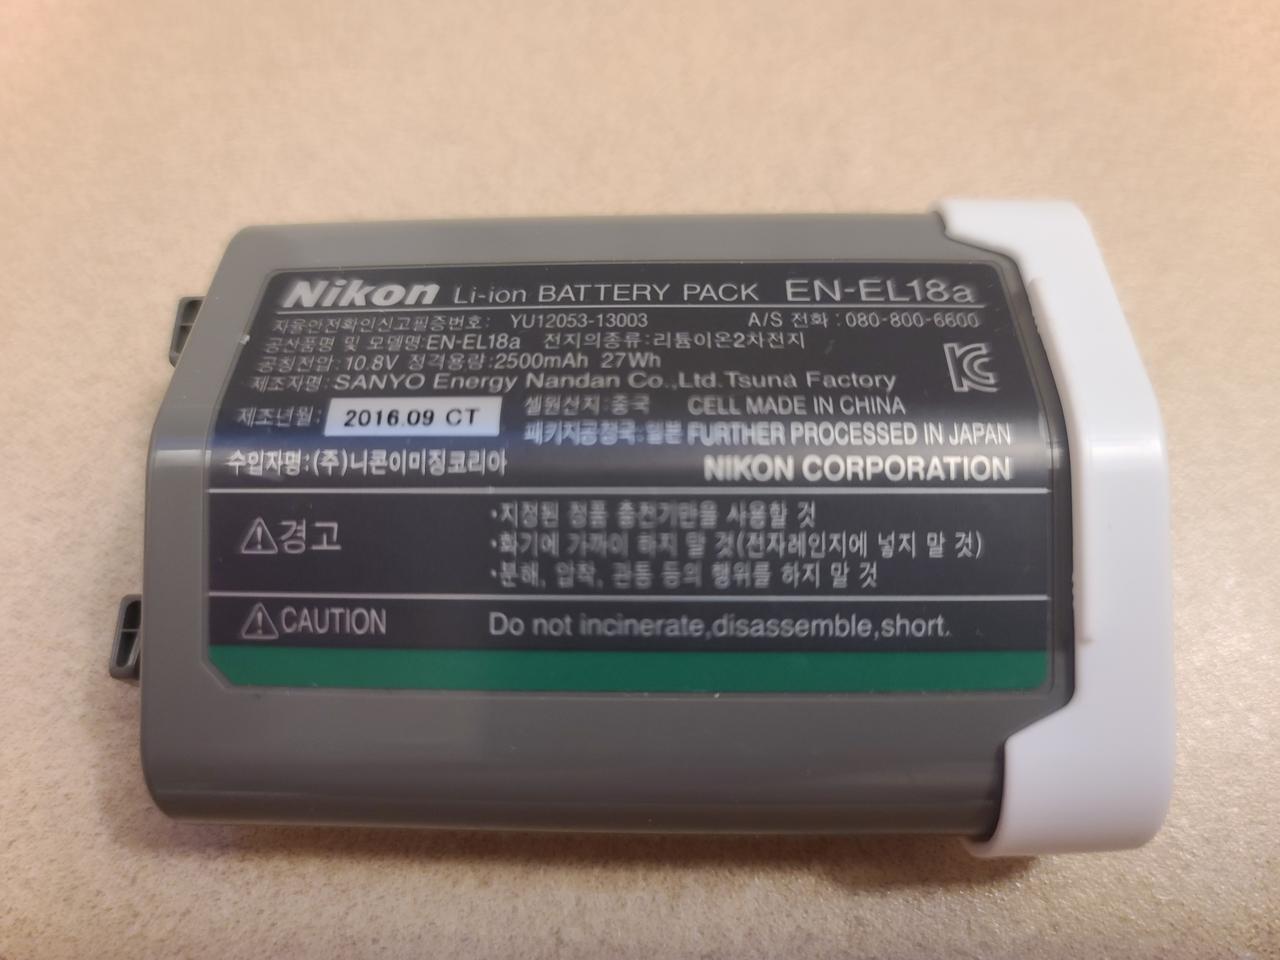 Nikon Li-ion BATTERY PACK EN-EL18a
자율안전확인신고필증번호: YU12053-13003 A/S 전화:080-800-6600
공산품명 및 모델명:EN-EL18a 전지의종류:리튬이온2차전지
공칭전압:10.8V 정격용량:2500mAh 27Wh
제조자명:SANYO Energy Nandan Co.,Ltd.Tsuna Factory
제조년월: 2016.09 CT 셀원산지:중국 CELL MADE IN CHINA
패키지공정국:일본 FURTHER PROCESSED IN JAPAN
수입자명:(주)니콘이미징코리아 NIKON CORPORATION
⚠경고
·지정된 정품 충전기만을 사용할 것
·화기에 가까이 하지 말 것(전자레인지에 넣지 말 것)
·분해, 압착, 관통 등의 행위를 하지 말 것
⚠CAUTION Do not incinerate,disassemble,short.